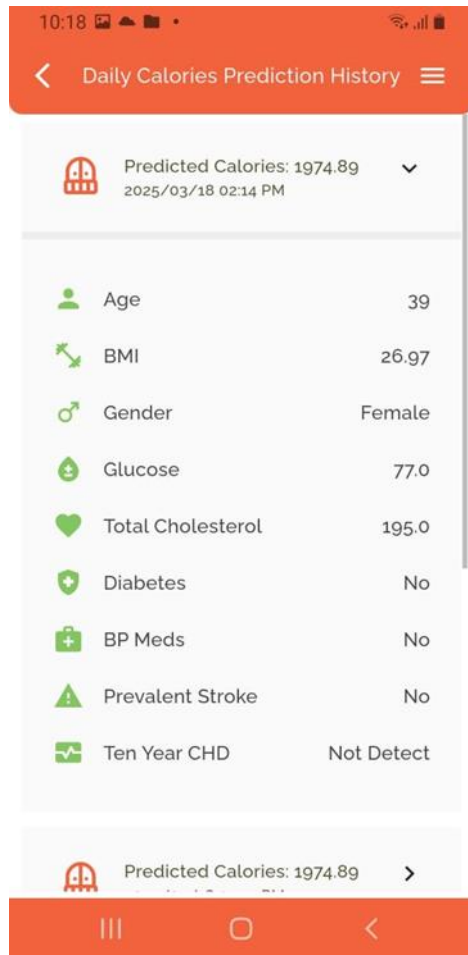 10:18
Daily Calories Prediction History
Predicted Calories: 1974.89
2025/03/18 02:14 PM
Age 39
BMI 26.97
Gender Female
Glucose 77.0
Total Cholesterol 195.0
Diabetes No
BP Meds No
Prevalent Stroke No
Ten Year CHD Not Detect
Predicted Calories: 1974.89